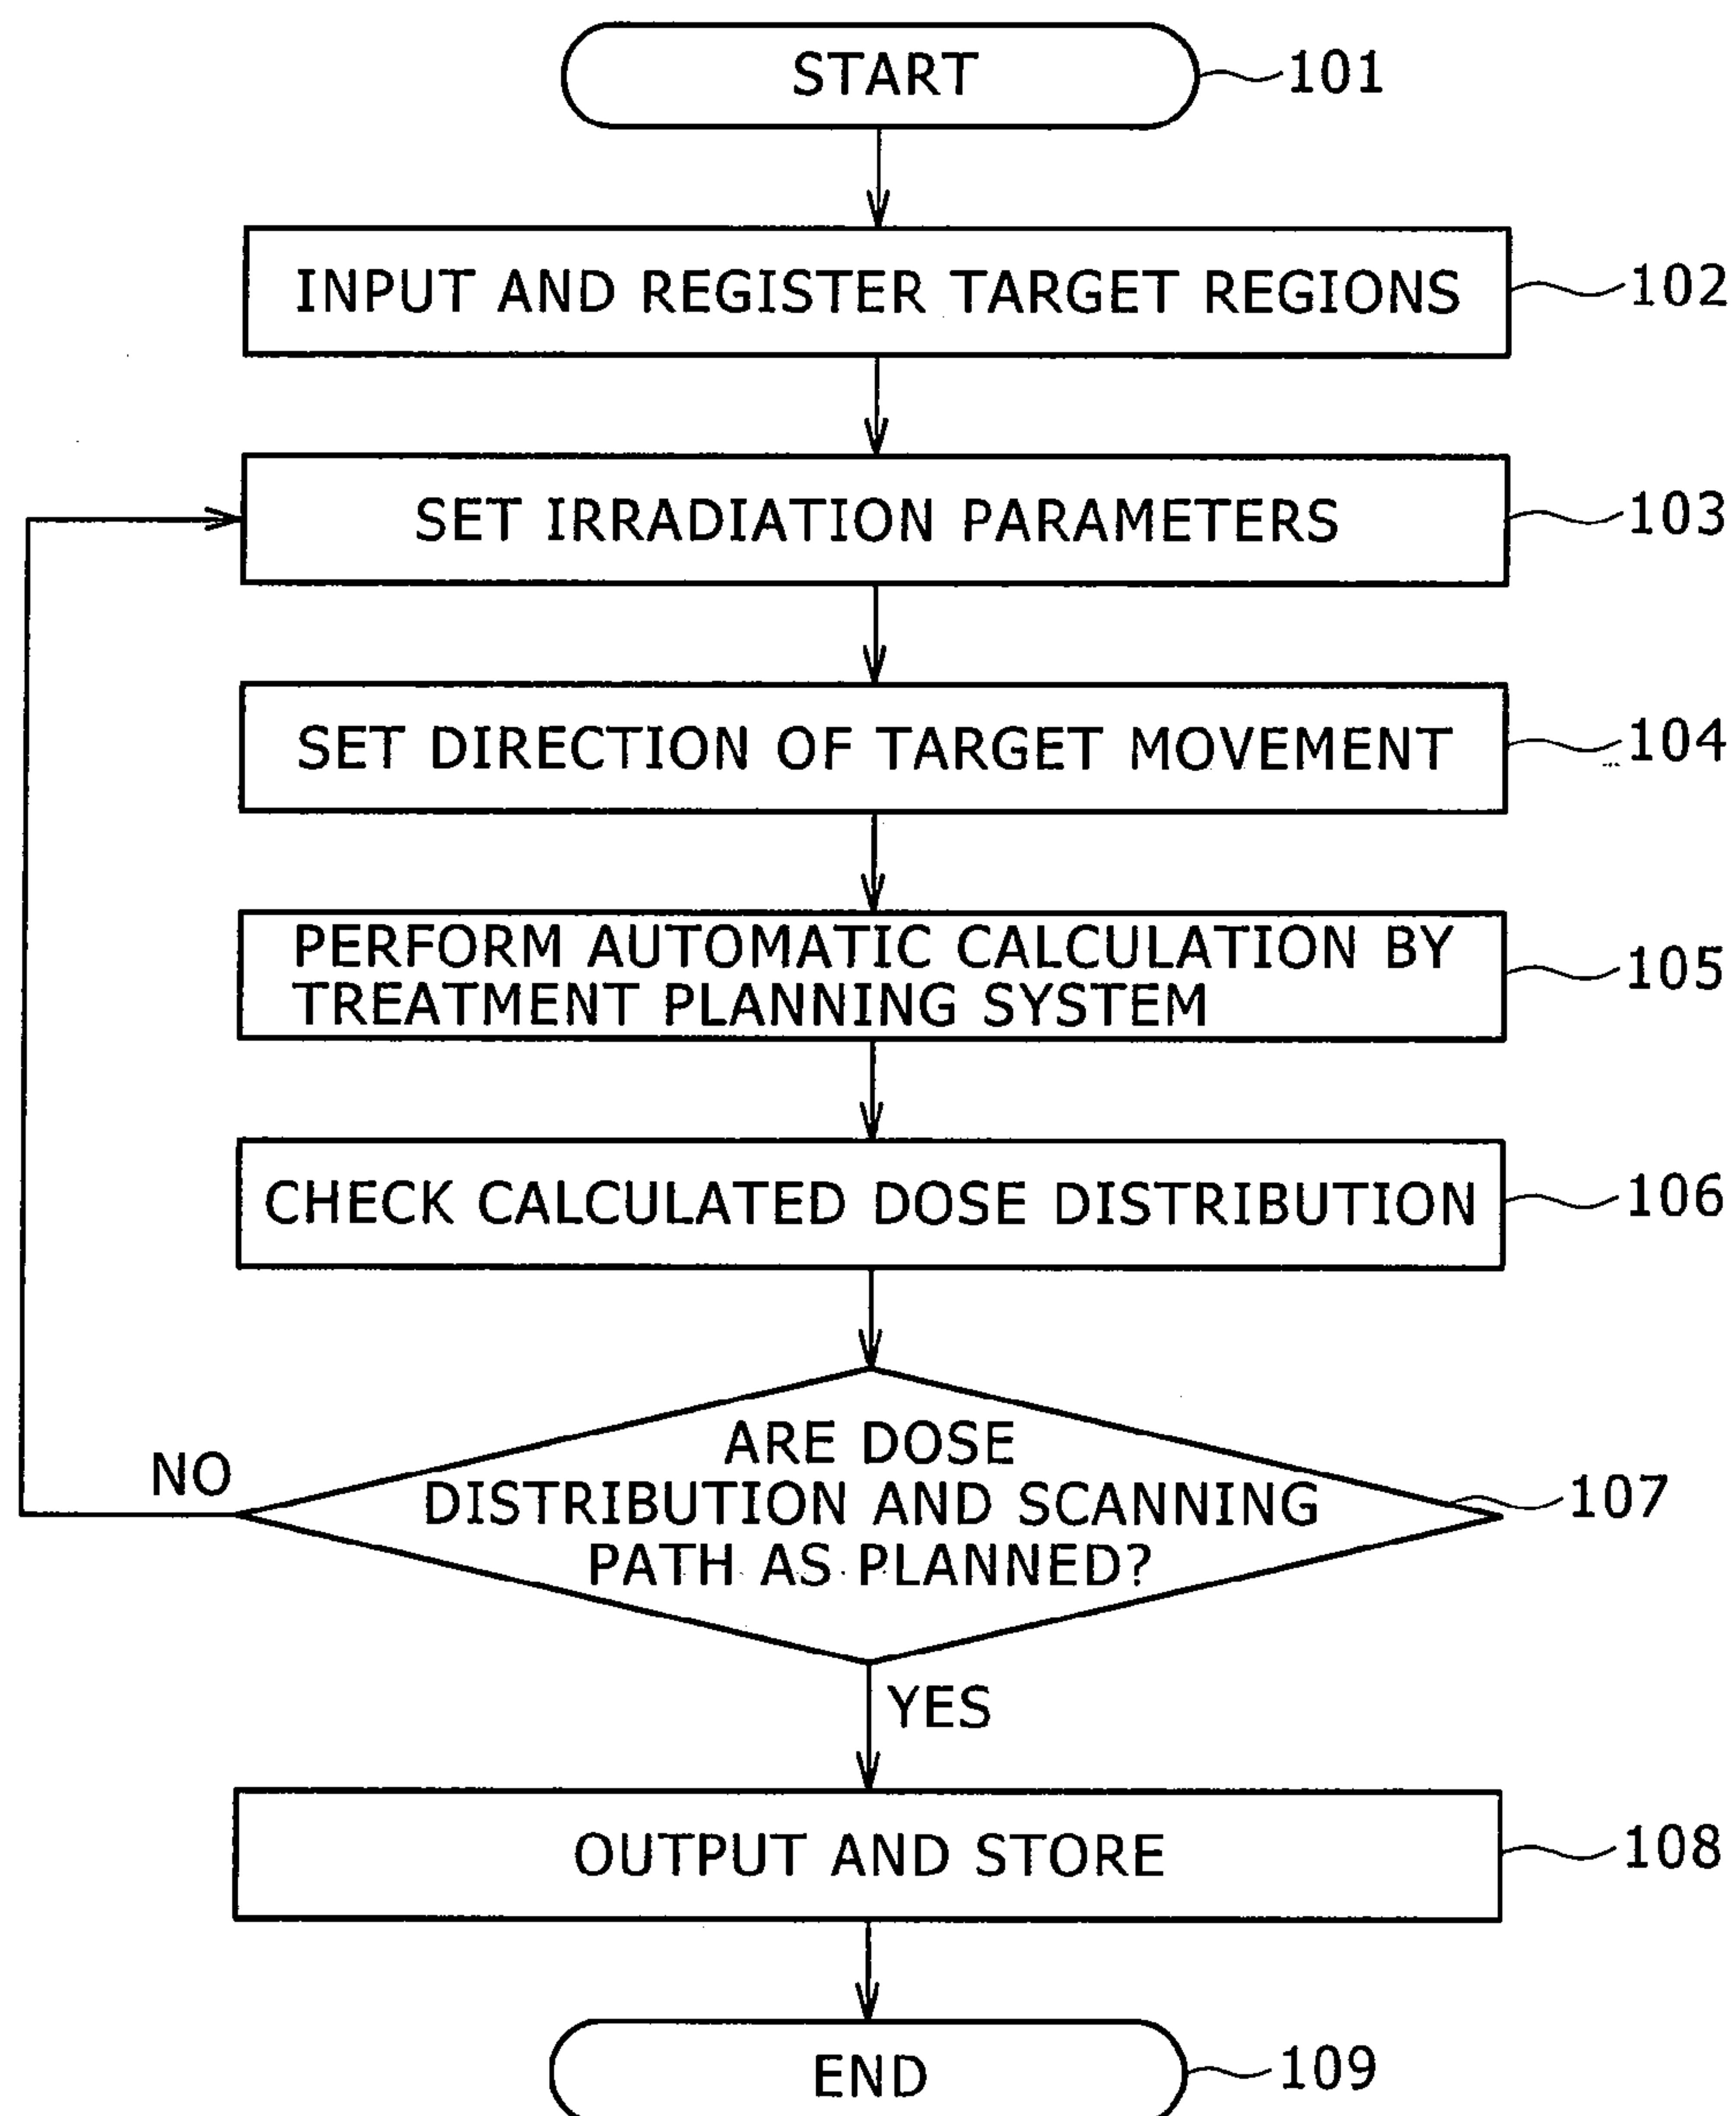 START
101
INPUT AND REGISTER TARGET REGIONS
102
SET IRRADIATION PARAMETERS
103
SET DIRECTION OF TARGET MOVEMENT
104
PERFORM AUTOMATIC CALCULATION BY
TREATMENT PLANNING SYSTEM
105
CHECK CALCULATED DOSE DISTRIBUTION
106
ARE DOSE
DISTRIBUTION AND SCANNING
PATH AS PLANNED?
107
NO
YES
OUTPUT AND STORE
108
END
109